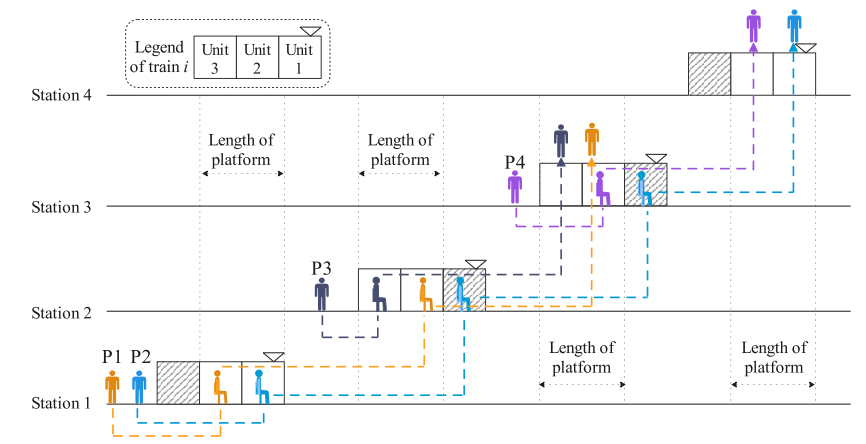 Legend
of train i
Unit
3
Unit
2
Unit
1
Station 4
Length of
platform
Length of
platform
P4
Station 3
P3
Station 2
P1
P2
Length of
platform
Length of
platform
Station 1